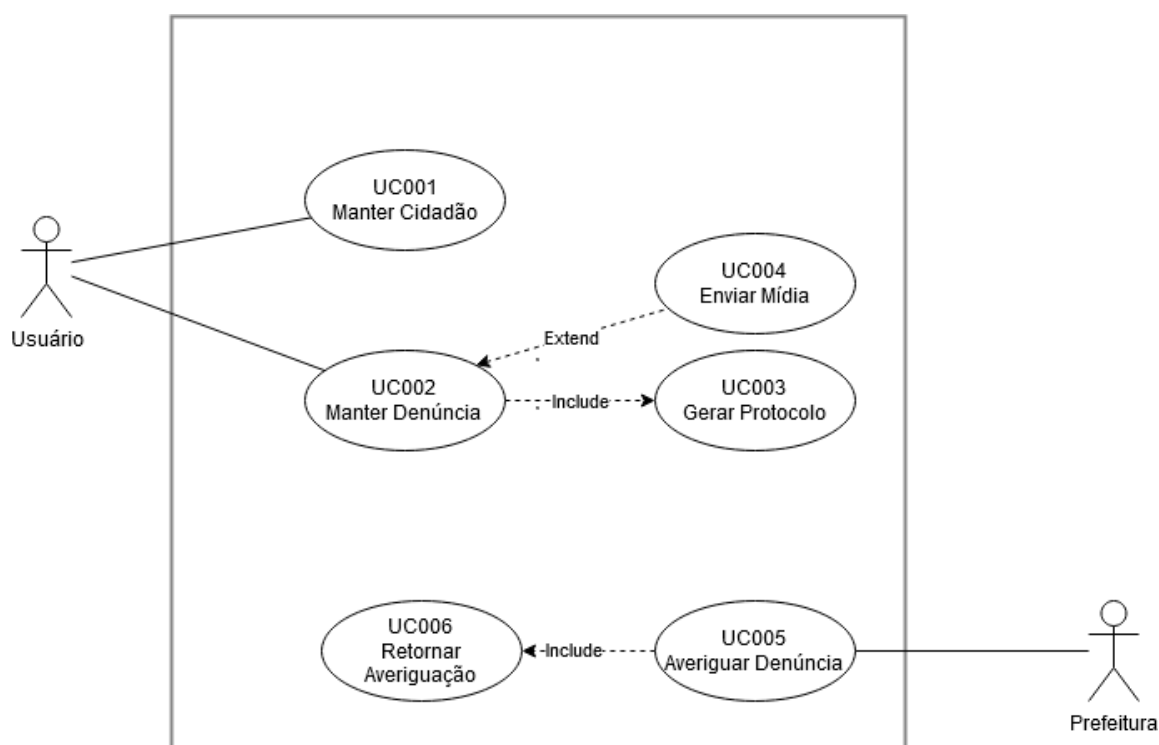 UC001
Manter Cidadão
UC004
Enviar Mídia
Usuário
Extend
UC002
Manter Denúncia
Include
UC003
Gerar Protocolo
UC006
Retornar
Averiguação
Include
UC005
Averiguar Denúncia
Prefeitura